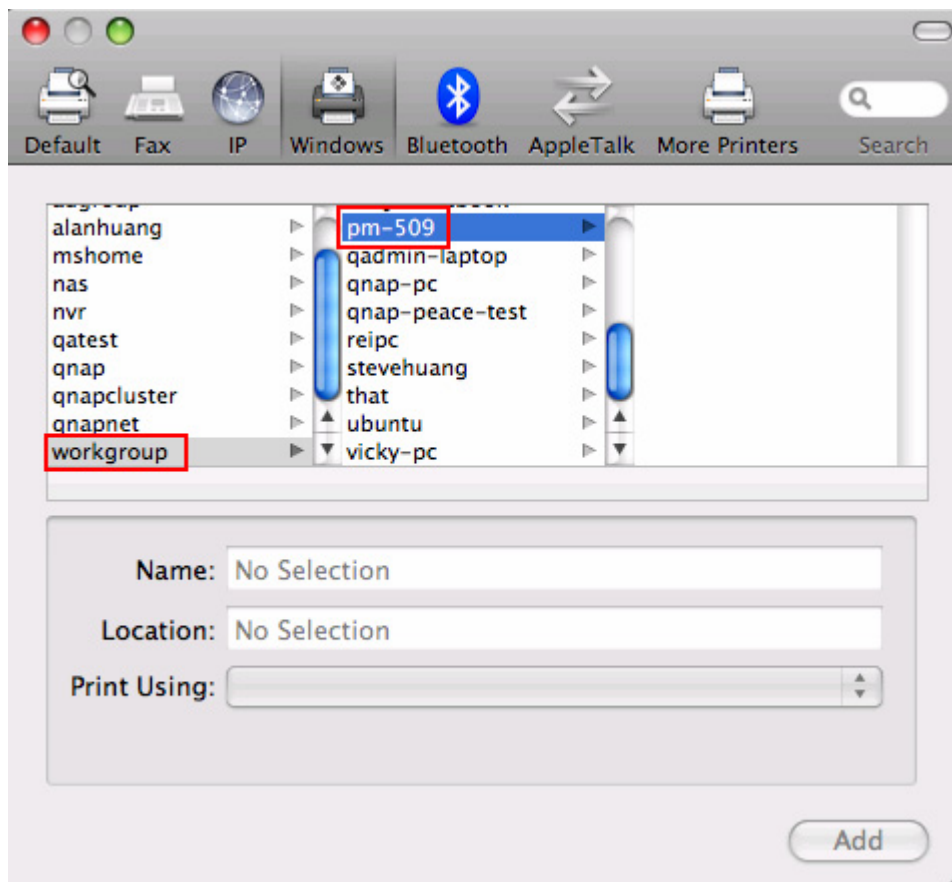 Default Fax IP Windows Bluetooth AppleTalk More Printers Search
alanhuang
mshome
nas
nvr
qatest
qnap
qnapcluster
qnapnet
workgroup
pm-509
qadmin-laptop
qnap-pc
qnap-peace-test
reipc
stevehuang
that
ubuntu
vicky-pc
Name: No Selection
Location: No Selection
Print Using:
Add